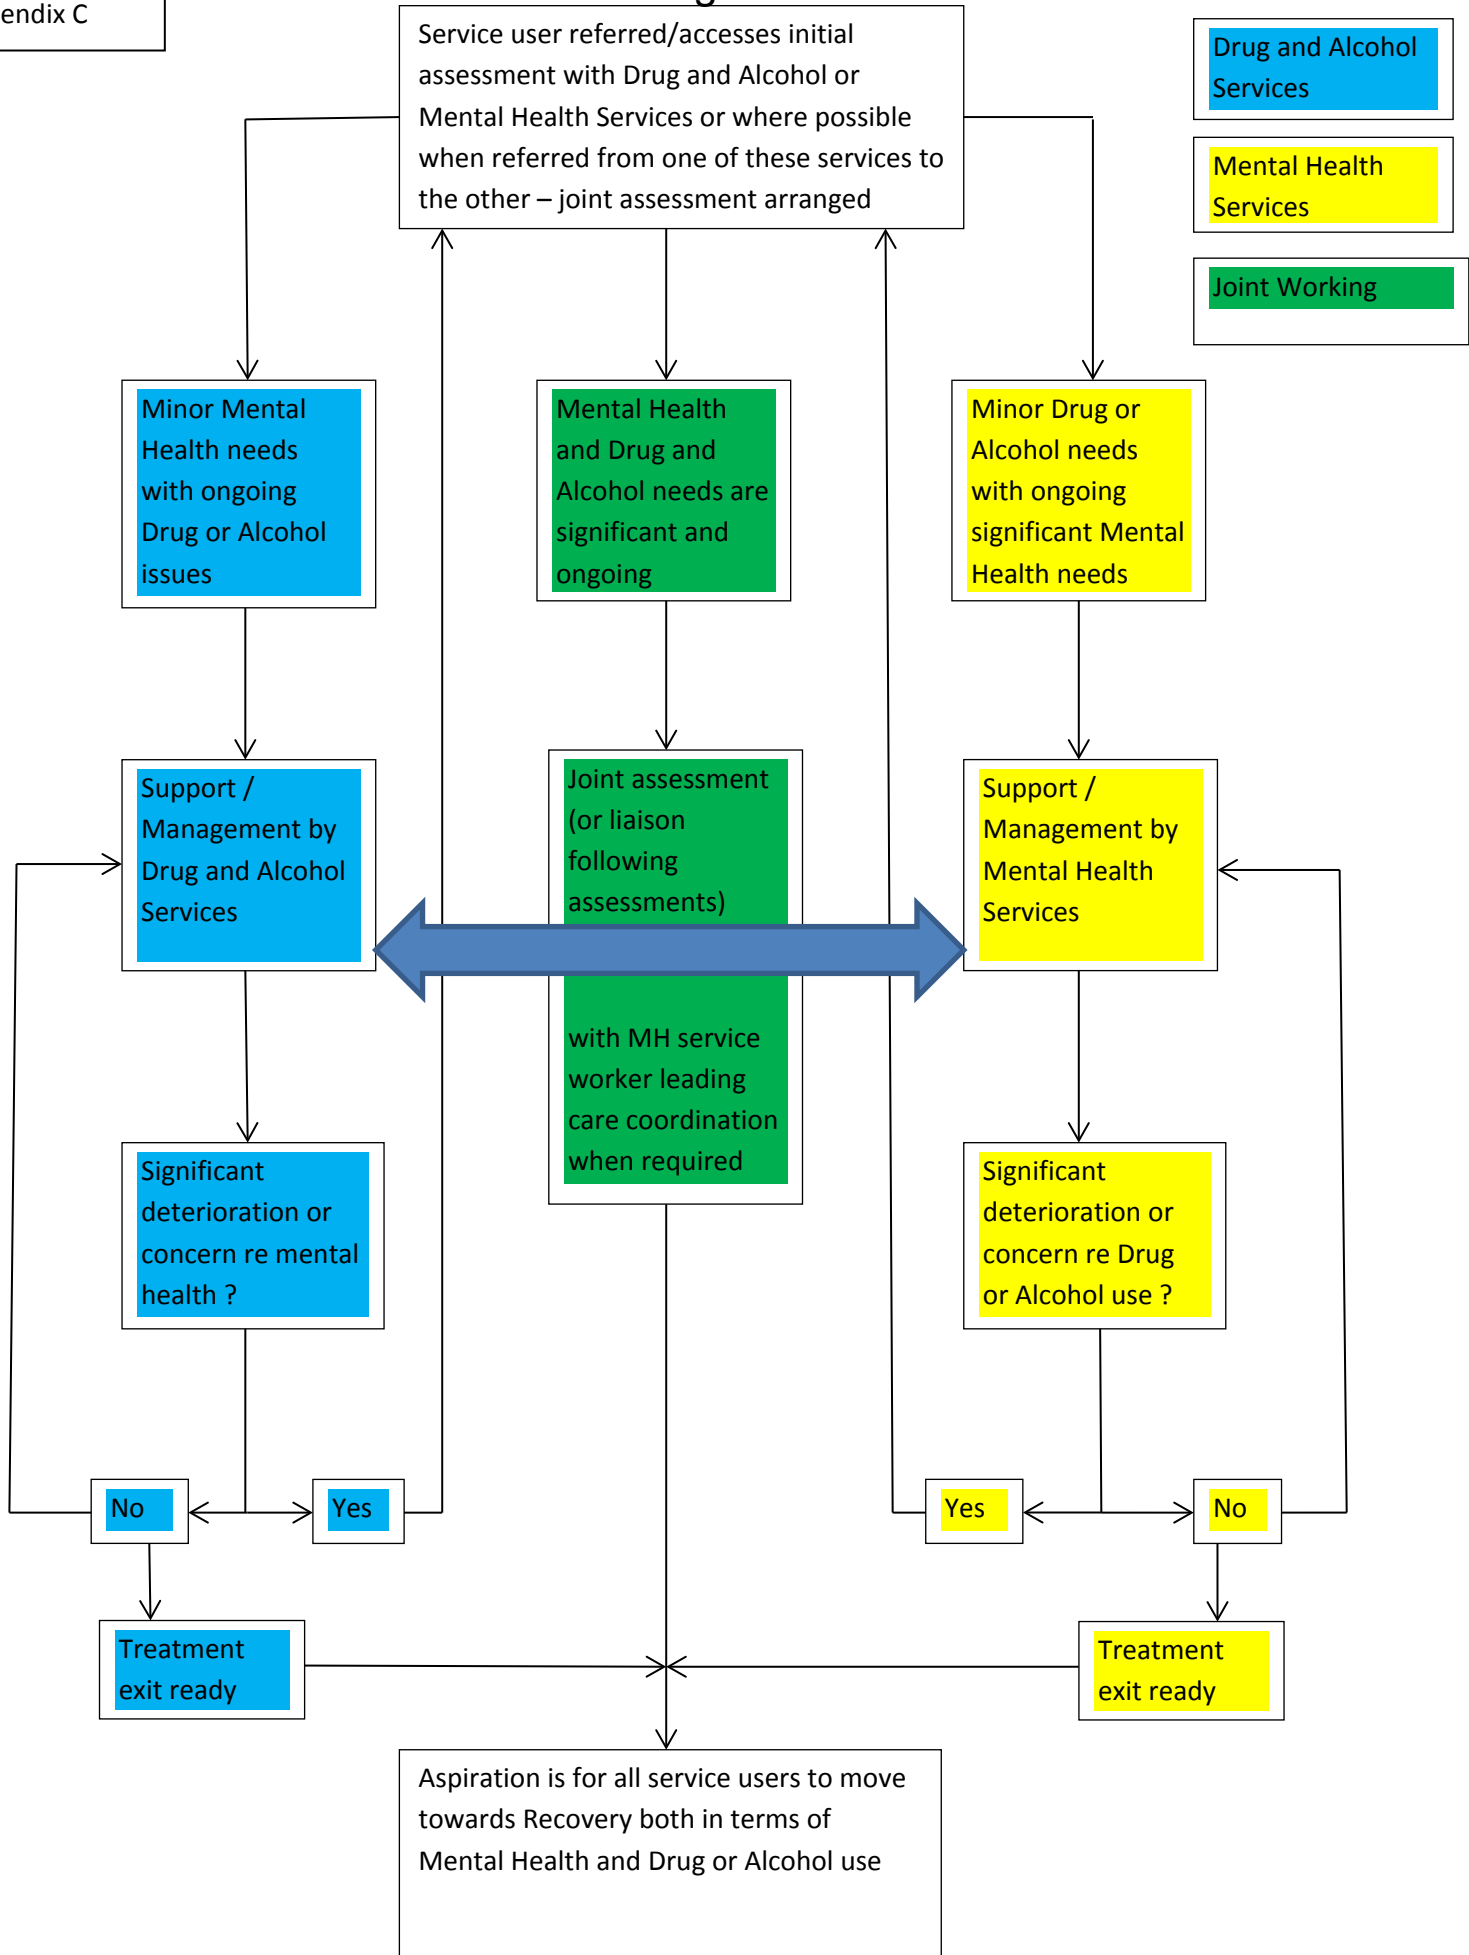 endix C
Service user referred/accesses initial
assessment with Drug and Alcohol or
Mental Health Services or where possible
when referred from one of these services to
the other – joint assessment arranged
Drug and Alcohol
Services
Mental Health
Services
Joint Working
Minor Mental
Health needs
with ongoing
Drug or Alcohol
issues
Mental Health
and Drug and
Alcohol needs are
significant and
ongoing
Minor Drug or
Alcohol needs
with ongoing
significant Mental
Health needs
Support /
Management by
Drug and Alcohol
Services
Joint assessment
(or liaison
following
assessments)
with MH service
worker leading
care coordination
when required
Support /
Management by
Mental Health
Services
Significant
deterioration or
concern re mental
health ?
Significant
deterioration or
concern re Drug
or Alcohol use ?
No
Yes
Yes
No
Treatment
exit ready
Treatment
exit ready
Aspiration is for all service users to move
towards Recovery both in terms of
Mental Health and Drug or Alcohol use